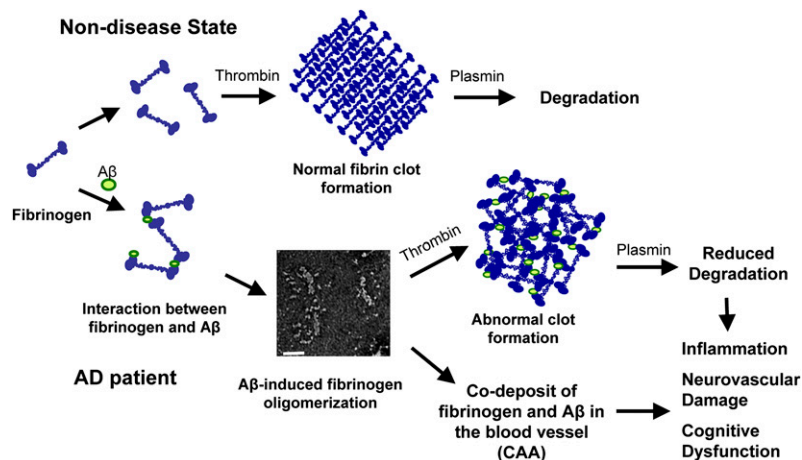 Non-disease State
Thrombin
Plasmin
Degradation
Normal fibrin clot
formation
Aβ
Fibrinogen
Interaction between
fibrinogen and Aβ
AD patient
Aβ-induced fibrinogen
oligomerization
Thrombin
Abnormal clot
formation
Plasmin
Reduced
Degradation
Co-deposit of
fibrinogen and Aβ in
the blood vessel
(CAA)
Inflammation
Neurovascular
Damage
Cognitive
Dysfunction